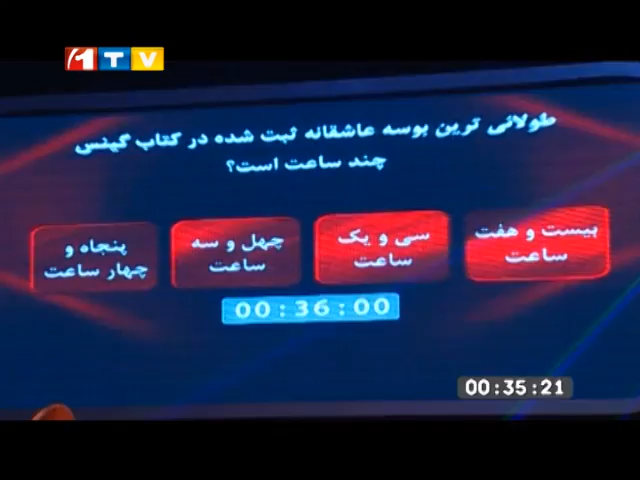 1TV
طولانی ترین بوسه عاشقانه ثبت شده در کتاب گینس
چند ساعت است؟
بیست و هفت
ساعت
سی و یک
ساعت
چهل و سه
ساعت
پنجاه و
چهار ساعت
00:36:00
00:35:21